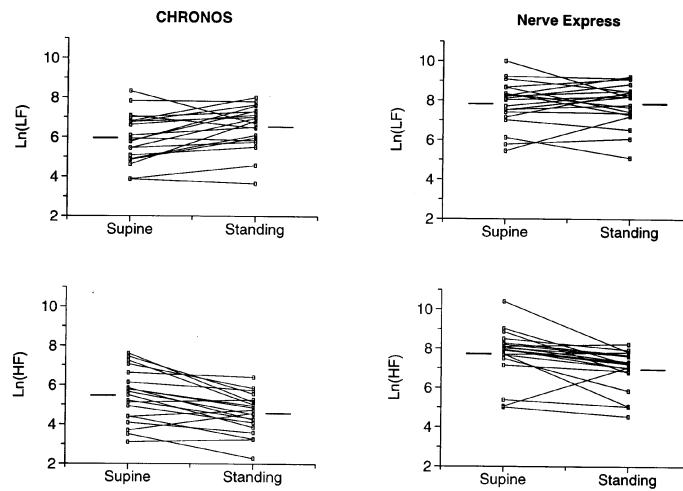 CHRONOS
Nerve Express
Ln(LF)
10
8
6
4
2
Supine
Standing
Ln(LF)
10
8
6
4
2
Supine
Standing
Ln(HF)
10
8
6
4
2
Supine
Standing
Ln(HF)
10
8
6
4
2
Supine
Standing